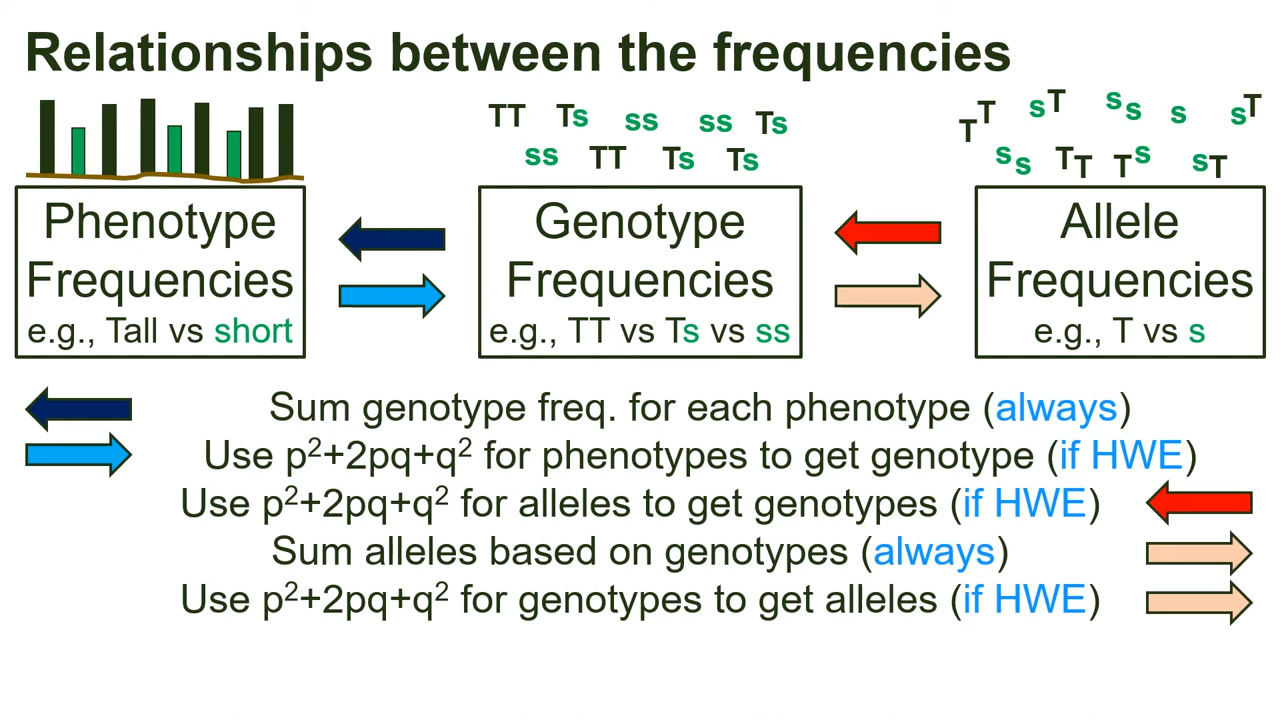 Relationships between the frequencies
TT Ts ss ss Ts
ss TT Ts Ts
T T s T s s s s T
s s T T T s s T
Phenotype
Frequencies
e.g., Tall vs short
Genotype
Frequencies
e.g., TT vs Ts vs ss
Allele
Frequencies
e.g., T vs s
Sum genotype freq. for each phenotype (always)
Use p²+2pq+q² for phenotypes to get genotype (if HWE)
Use p²+2pq+q² for alleles to get genotypes (if HWE)
Sum alleles based on genotypes (always)
Use p²+2pq+q² for genotypes to get alleles (if HWE)